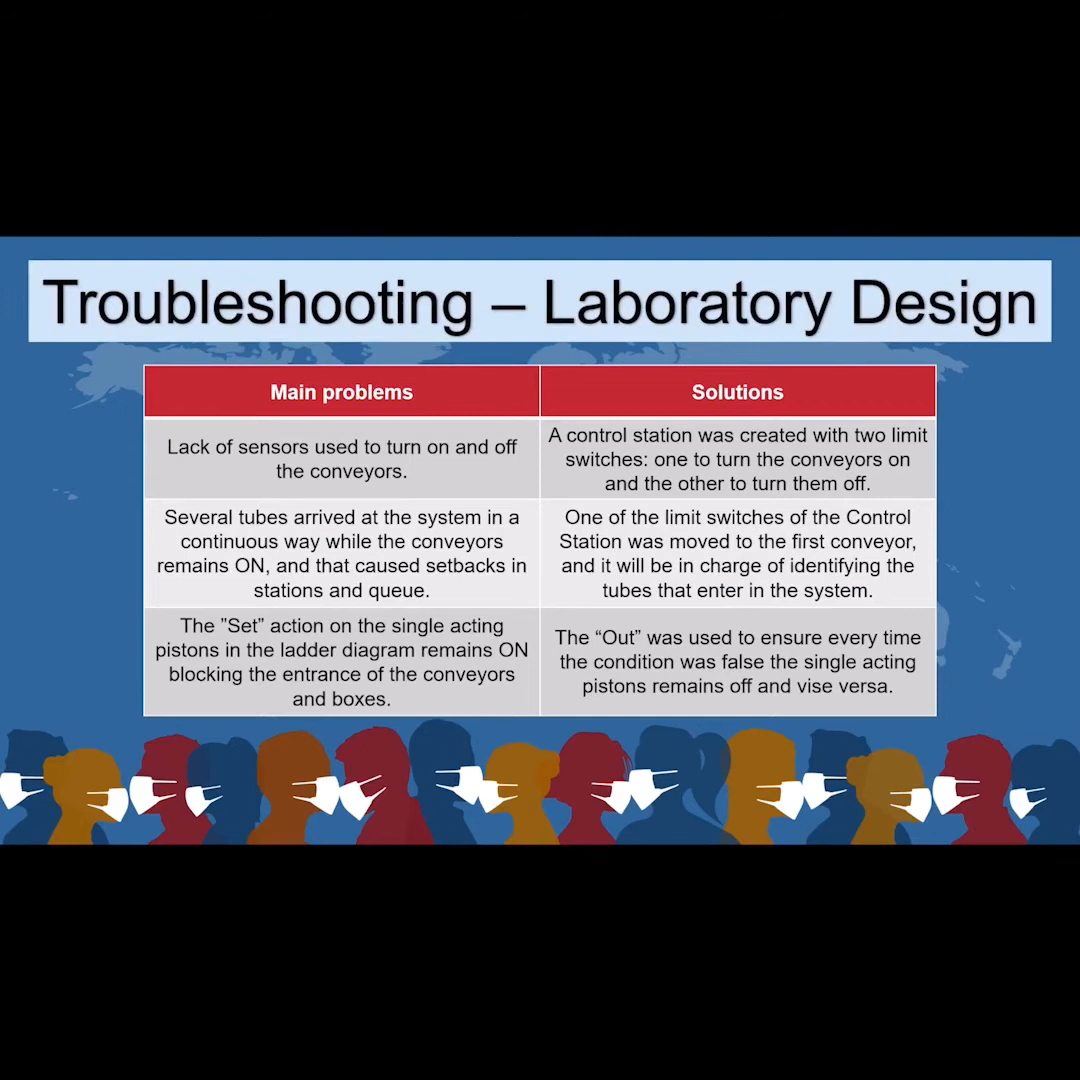 Troubleshooting – Laboratory Design
Main problems
Solutions
Lack of sensors used to turn on and off
the conveyors.
A control station was created with two limit
switches: one to turn the conveyors on
and the other to turn them off.
Several tubes arrived at the system in a
continuous way while the conveyors
remains ON, and that caused setbacks in
stations and queue.
One of the limit switches of the Control
Station was moved to the first conveyor,
and it will be in charge of identifying the
tubes that enter in the system.
The ”Set” action on the single acting
pistons in the ladder diagram remains ON
blocking the entrance of the conveyors
and boxes.
The “Out” was used to ensure every time
the condition was false the single acting
pistons remains off and vise versa.